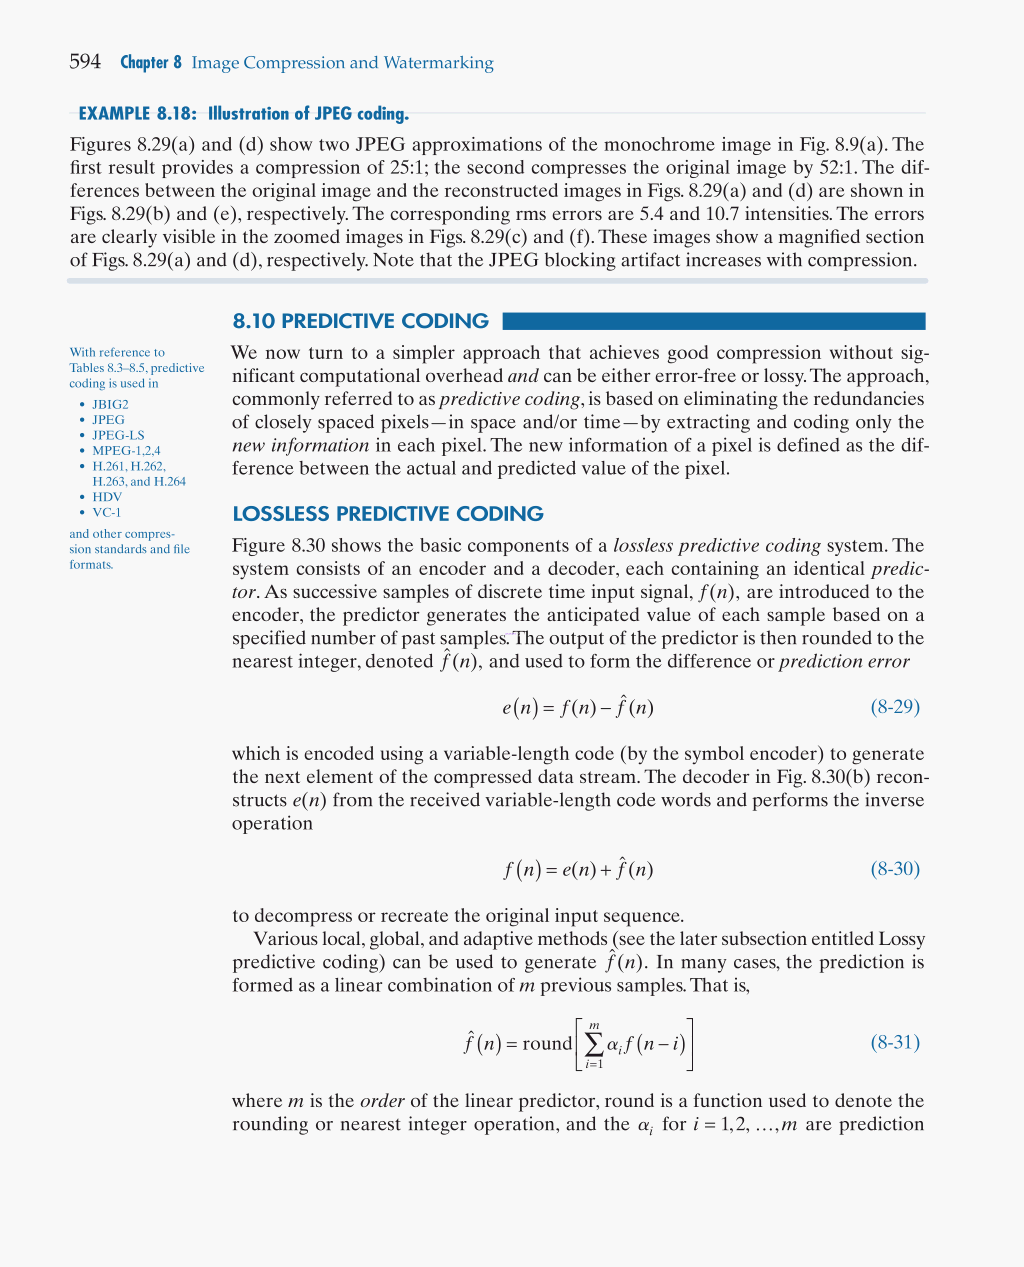 594 Chapter 8 Image Compression and Watermarking
EXAMPLE 8.18: Illustration of JPEG coding.
Figures 8.29(a) and (d) show two JPEG approximations of the monochrome image in Fig. 8.9(a). The
first result provides a compression of 25:1; the second compresses the original image by 52:1. The dif-
ferences between the original image and the reconstructed images in Figs. 8.29(a) and (d) are shown in
Figs. 8.29(b) and (e), respectively. The corresponding rms errors are 5.4 and 10.7 intensities. The errors
are clearly visible in the zoomed images in Figs. 8.29(c) and (f). These images show a magnified section
of Figs. 8.29(a) and (d), respectively. Note that the JPEG blocking artifact increases with compression.
8.10 PREDICTIVE CODING
With reference to
Tables 8.3–8.5, predictive
coding is used in
• JBIG2
• JPEG
• JPEG-LS
• MPEG-1,2,4
• H.261, H.262,
H.263, and H.264
• HDV
• VC-1
and other compres-
sion standards and file
formats.
We now turn to a simpler approach that achieves good compression without sig-
nificant computational overhead and can be either error-free or lossy. The approach,
commonly referred to as predictive coding, is based on eliminating the redundancies
of closely spaced pixels—in space and/or time—by extracting and coding only the
new information in each pixel. The new information of a pixel is defined as the dif-
ference between the actual and predicted value of the pixel.
LOSSLESS PREDICTIVE CODING
Figure 8.30 shows the basic components of a lossless predictive coding system. The
system consists of an encoder and a decoder, each containing an identical predic-
tor. As successive samples of discrete time input signal, f(n), are introduced to the
encoder, the predictor generates the anticipated value of each sample based on a
specified number of past samples. The output of the predictor is then rounded to the
nearest integer, denoted f̂(n), and used to form the difference or prediction error
e(n) = f(n) − f̂(n) (8-29)
which is encoded using a variable-length code (by the symbol encoder) to generate
the next element of the compressed data stream. The decoder in Fig. 8.30(b) recon-
structs e(n) from the received variable-length code words and performs the inverse
operation
f(n) = e(n) + f̂(n) (8-30)
to decompress or recreate the original input sequence.
Various local, global, and adaptive methods (see the later subsection entitled Lossy
predictive coding) can be used to generate f̂(n). In many cases, the prediction is
formed as a linear combination of m previous samples. That is,
f̂(n) = round[∑_{i=1}^{m} α_i f(n − i)] (8-31)
where m is the order of the linear predictor, round is a function used to denote the
rounding or nearest integer operation, and the α_i for i = 1,2, …,m are prediction